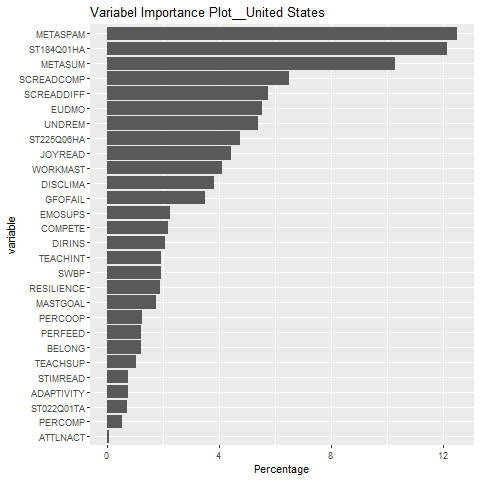 Variabel Importance Plot__United States
variable
METASPAM
ST184Q01HA
METASUM
SCREADCOMP
SCREADDIFF
EUDMO
UNDREM
ST225Q06HA
JOYREAD
WORKMAST
DISCLIMA
GFOFAIL
EMOSUPS
COMPETE
DIRINS
TEACHINT
SWBP
RESILIENCE
MASTGOAL
PERCOOP
PERFEED
BELONG
TEACHSUP
STIMREAD
ADAPTIVITY
ST022Q01TA
PERCOMP
ATTLNACT
0 4 8 12
Percentage